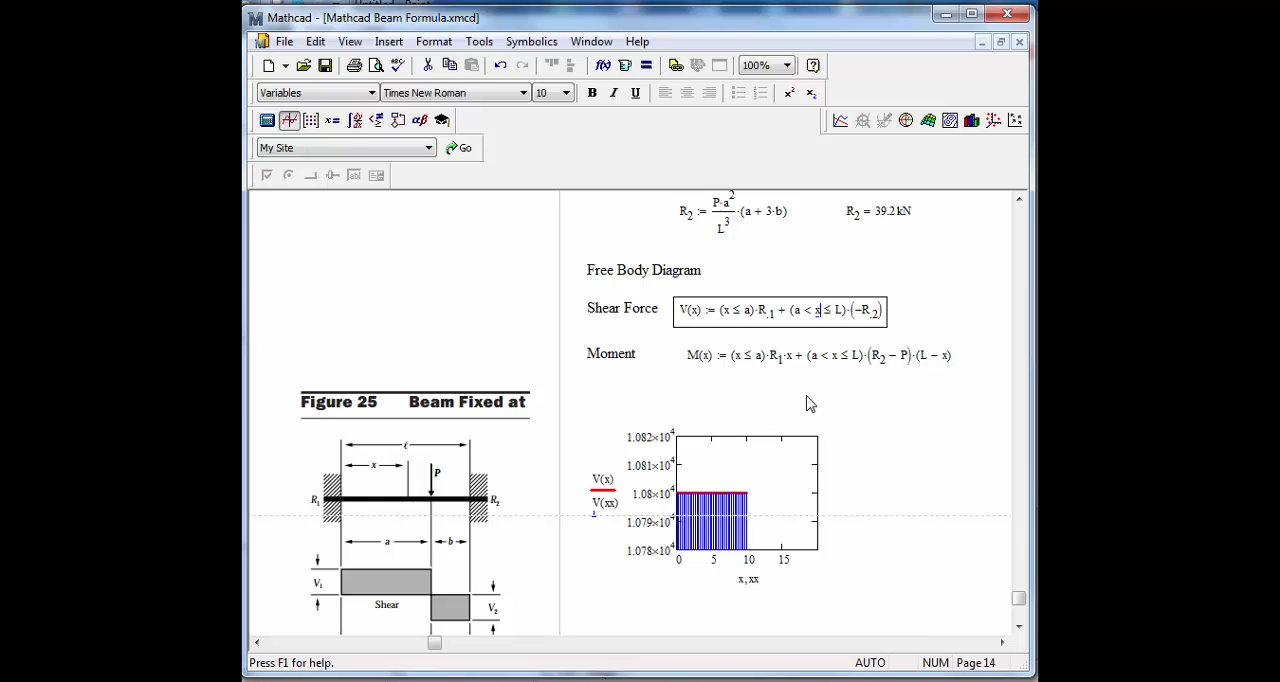 Mathcad - [Mathcad Beam Formula.xmcd]
File Edit View Insert Format Tools Symbolics Window Help
100%
Variables Times New Roman 10 B I U
My Site Go
R2 := P·a²/L³·(a + 3·b) R2 = 39.2kN
Free Body Diagram
Shear Force V(x) := (x ≤ a)·R.1 + (a < x ≤ L)·(−R.2)
Moment M(x) := (x ≤ a)·R1·x + (a < x ≤ L)·(R2 − P)·(L − x)
Figure 25 Beam Fixed at
ℓ
x P
R1 R2
a b
V1
Shear V2
1.082×10⁴
1.081×10⁴
V(x)
1.08×10⁴
V(xx)
1.079×10⁴
1.078×10⁴
0 5 10 15
x,xx
Press F1 for help. AUTO NUM Page 14